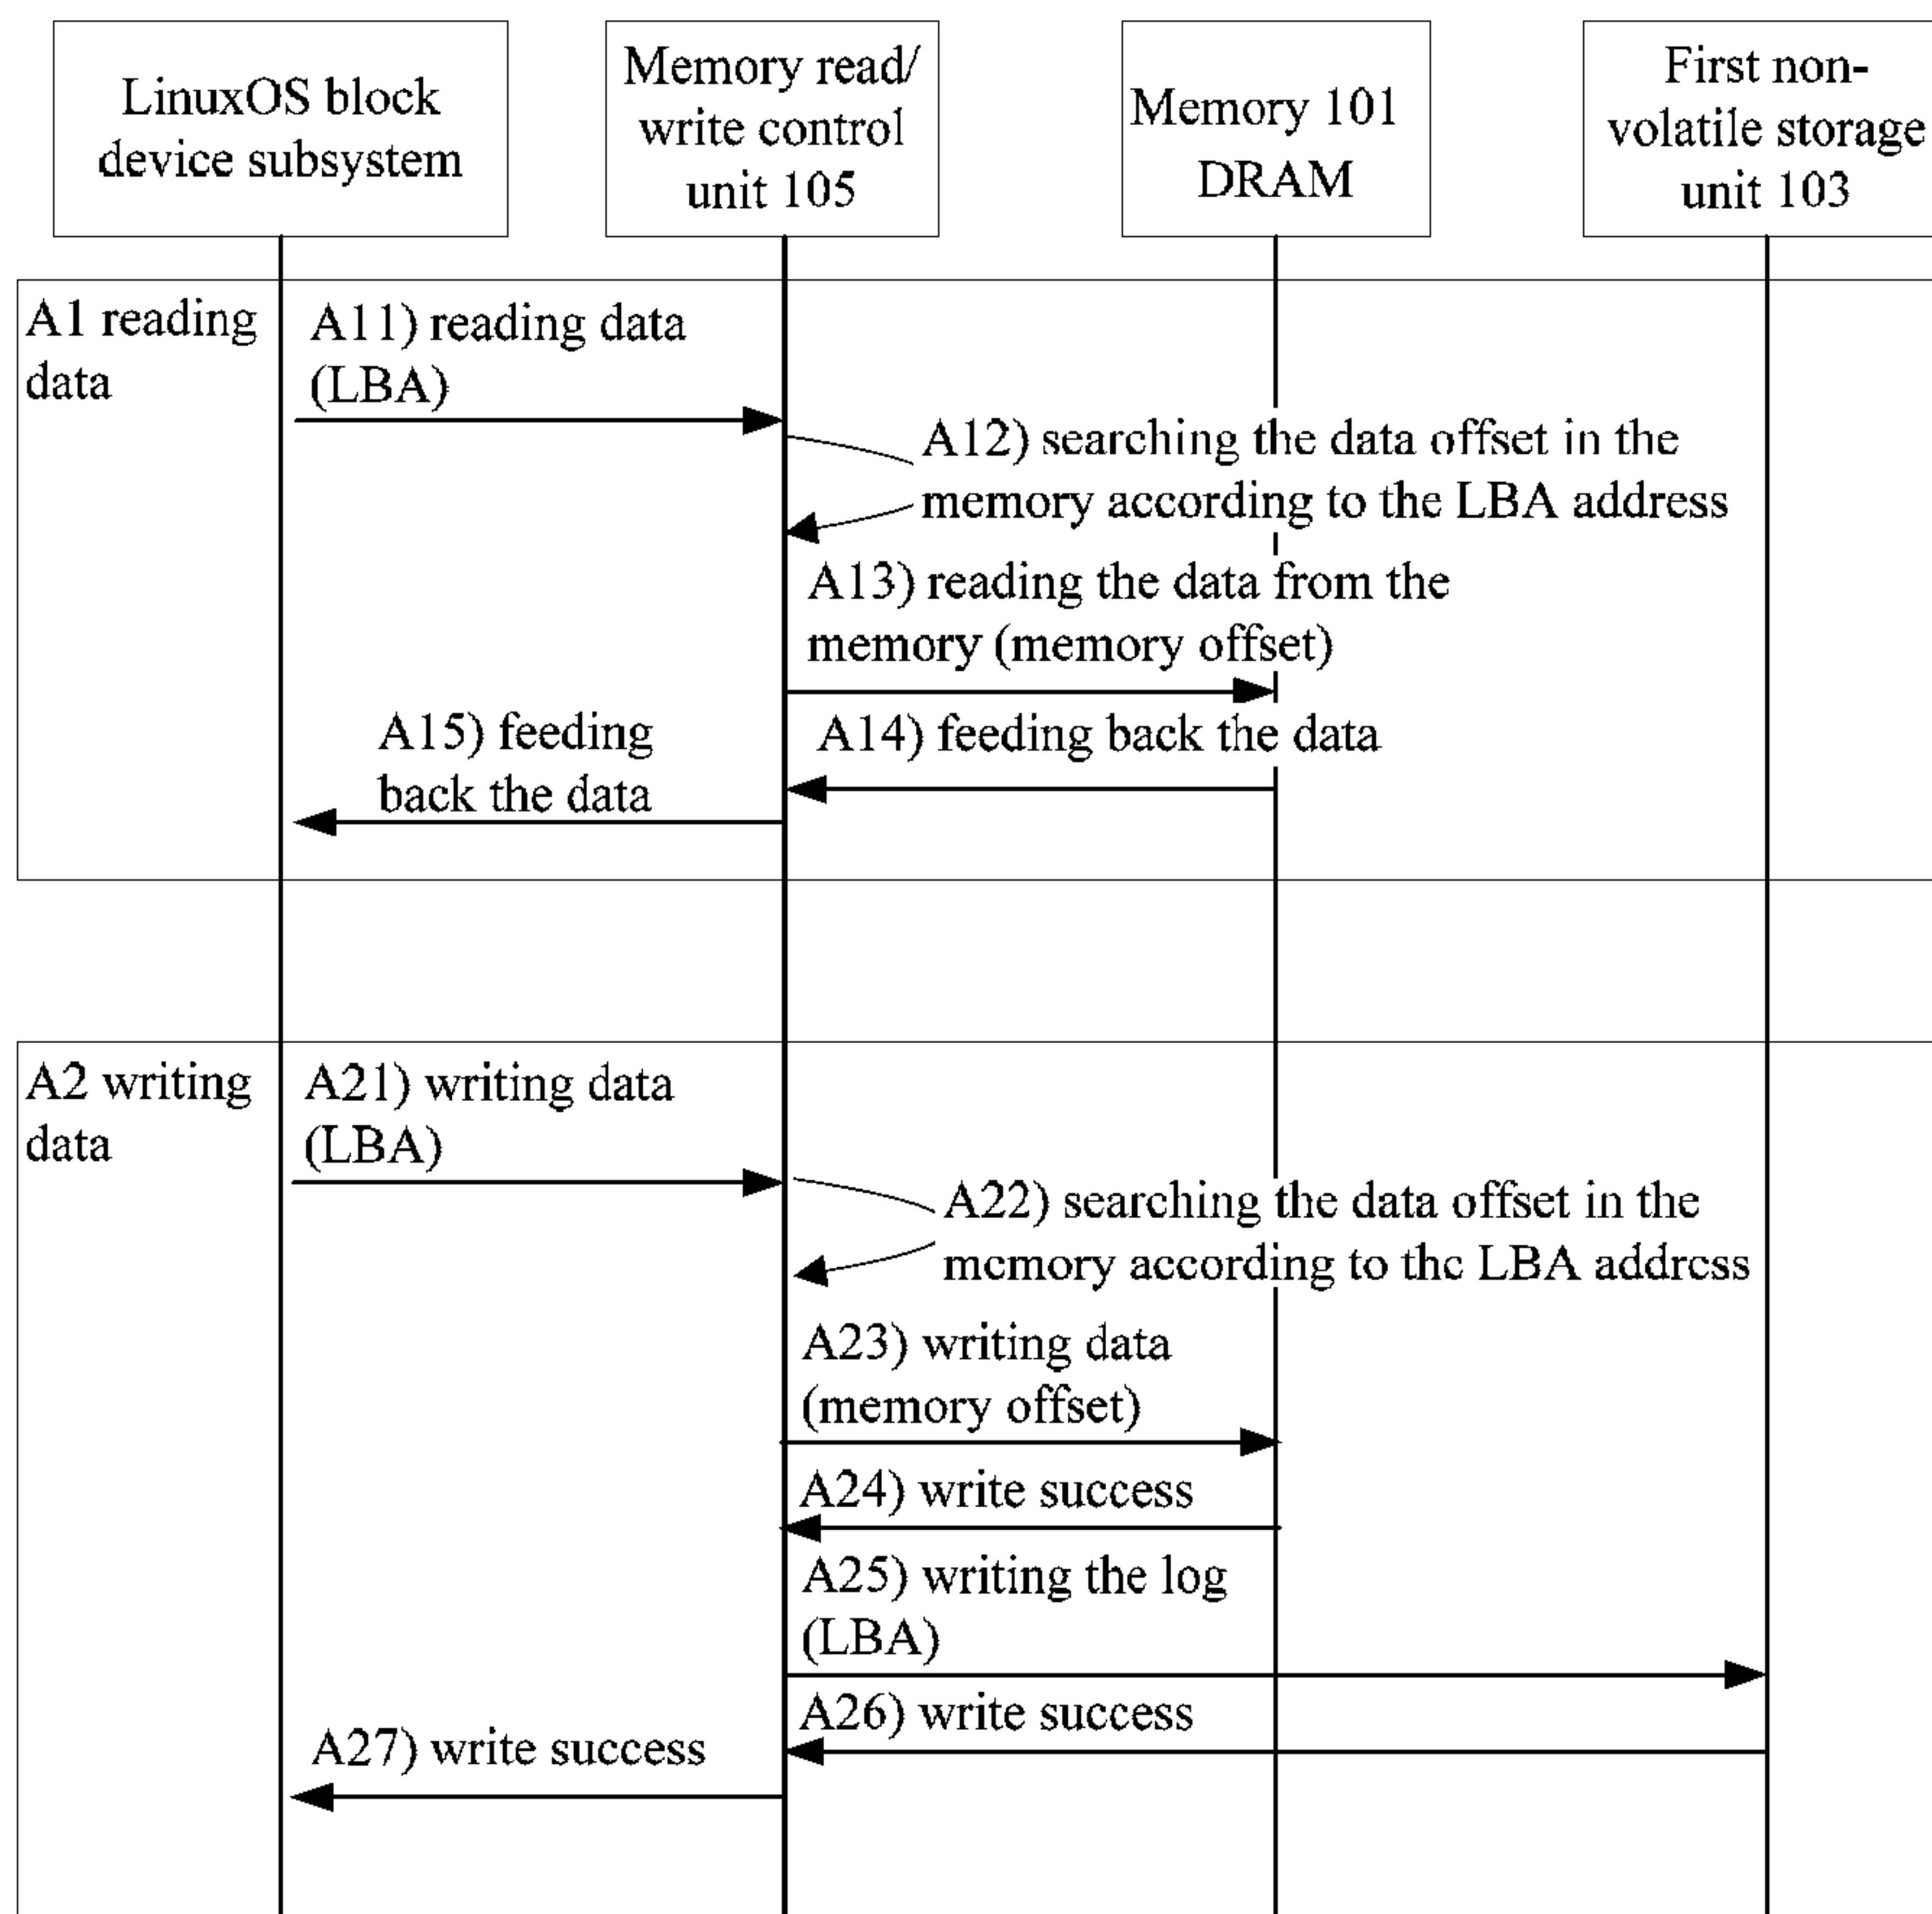 LinuxOS block
device subsystem
Memory read/
write control
unit 105
Memory 101
DRAM
First non-
volatile storage
unit 103
A1 reading
data
A11) reading data
(LBA)
A12) searching the data offset in the
memory according to the LBA address
A13) reading the data from the
memory (memory offset)
A14) feeding back the data
A15) feeding
back the data
A2 writing
data
A21) writing data
(LBA)
A22) searching the data offset in the
memory according to the LBA address
A23) writing data
(memory offset)
A24) write success
A25) writing the log
(LBA)
A26) write success
A27) write success